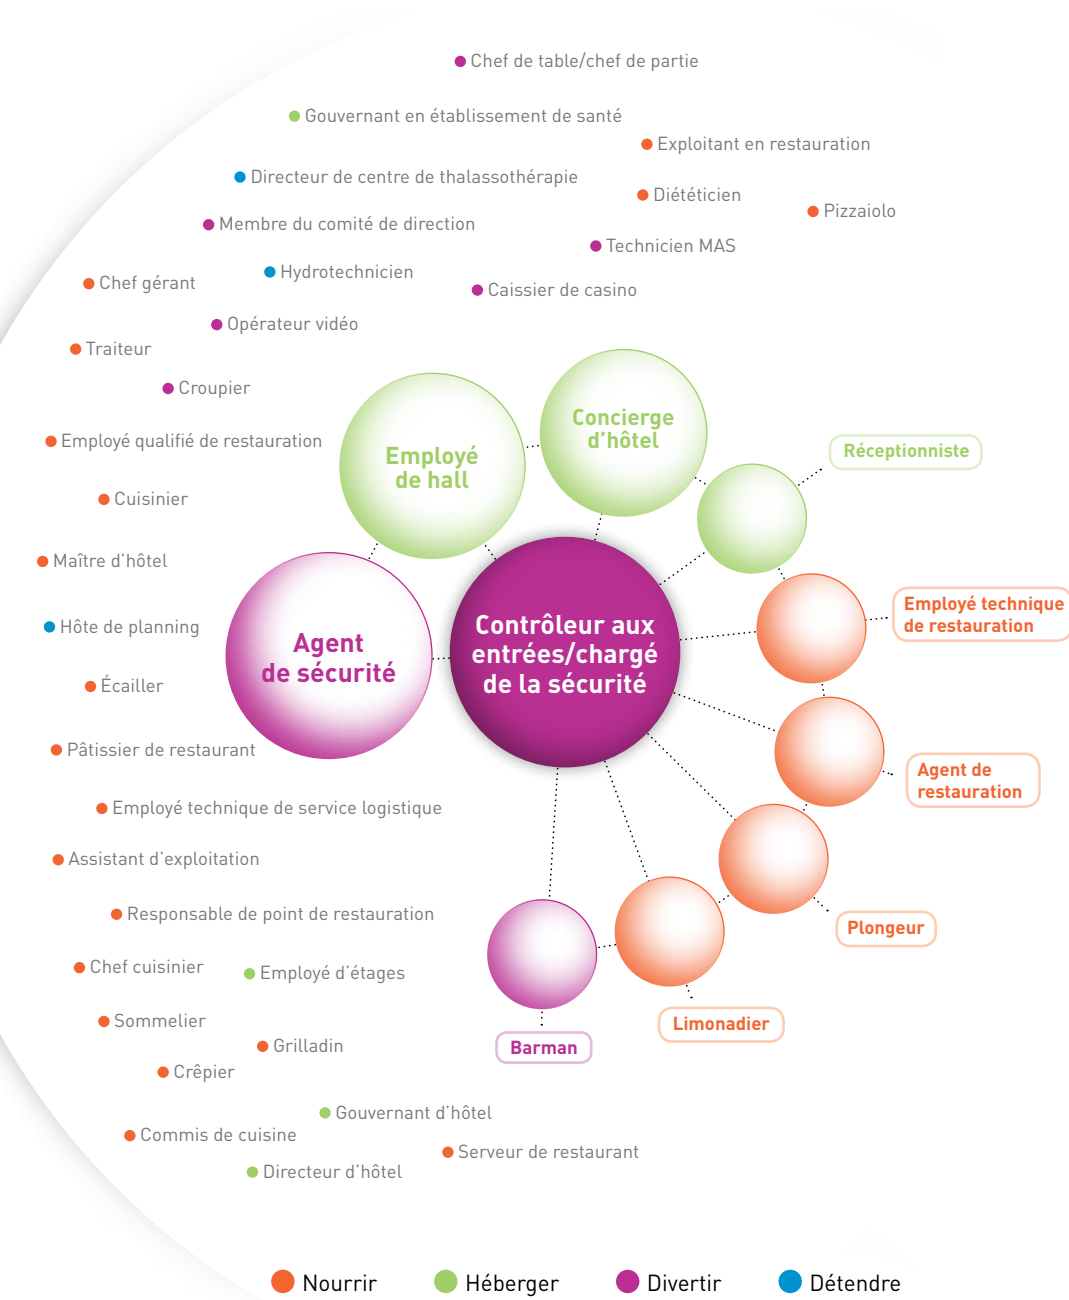 Chef de table/chef de partie
Gouvernant en établissement de santé
Exploitant en restauration
Directeur de centre de thalassothérapie
Diététicien
Pizzaiolo
Membre du comité de direction
Technicien MAS
Hydrotechnicien
Chef gérant
Caissier de casino
Opérateur vidéo
Traiteur
Croupier
Employé qualifié de restauration
Cuisinier
Maître d'hôtel
Hôte de planning
Écailler
Pâtissier de restaurant
Employé technique de service logistique
Assistant d'exploitation
Responsable de point de restauration
Chef cuisinier
Employé d'étages
Sommelier
Grilladin
Crêpier
Gouvernant d'hôtel
Commis de cuisine
Serveur de restaurant
Directeur d'hôtel
Concierge
d'hôtel
Employé
de hall
Réceptionniste
Agent
de sécurité
Contrôleur aux
entrées/chargé
de la sécurité
Employé technique
de restauration
Agent de
restauration
Plongeur
Limonadier
Barman
Nourrir
Héberger
Divertir
Détendre